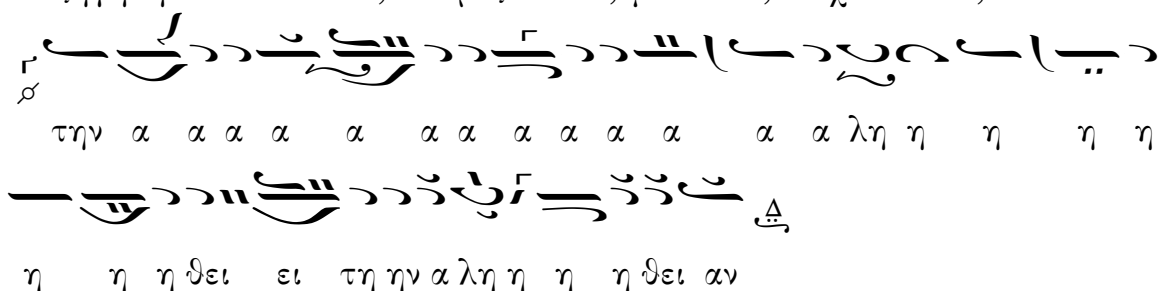 την α α α α α α α α α α α α α λη η η η η
η η η θει ει τη ην α λη η η η θει αν